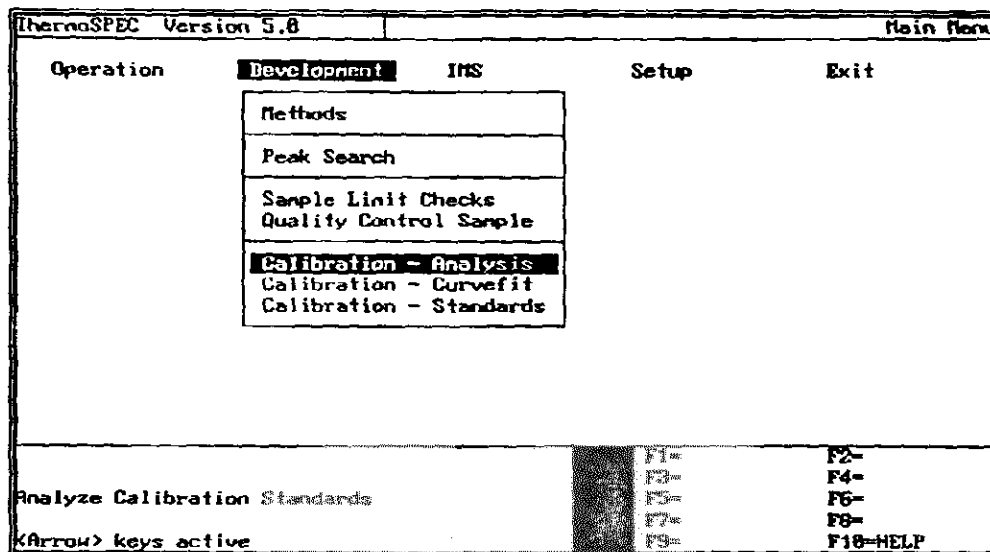 ThermoSPEC Version 5.0 Main Menu
Operation Development IMS Setup Exit
Methods
Peak Search
Sample Limit Checks
Quality Control Sample
Calibration - Analysis
Calibration - Curvefit
Calibration - Standards
F1= F2=
F3= F4=
Analyze Calibration Standards F5= F6=
F7= F8=
<Arrow> keys active F9= F10=HELP